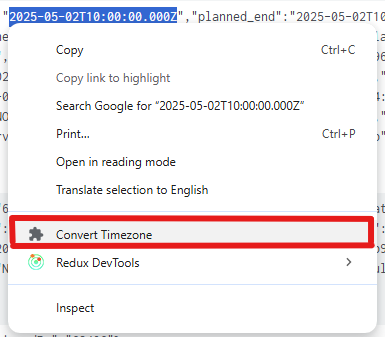 "2025-05-02T10:00:00.000Z","planned_end":"2025-05-02T10
Copy Ctrl+C
Copy link to highlight
Search Google for “2025-05-02T10:00:00.000Z”
Print... Ctrl+P
Open in reading mode
Translate selection to English
Convert Timezone
Redux DevTools
Inspect